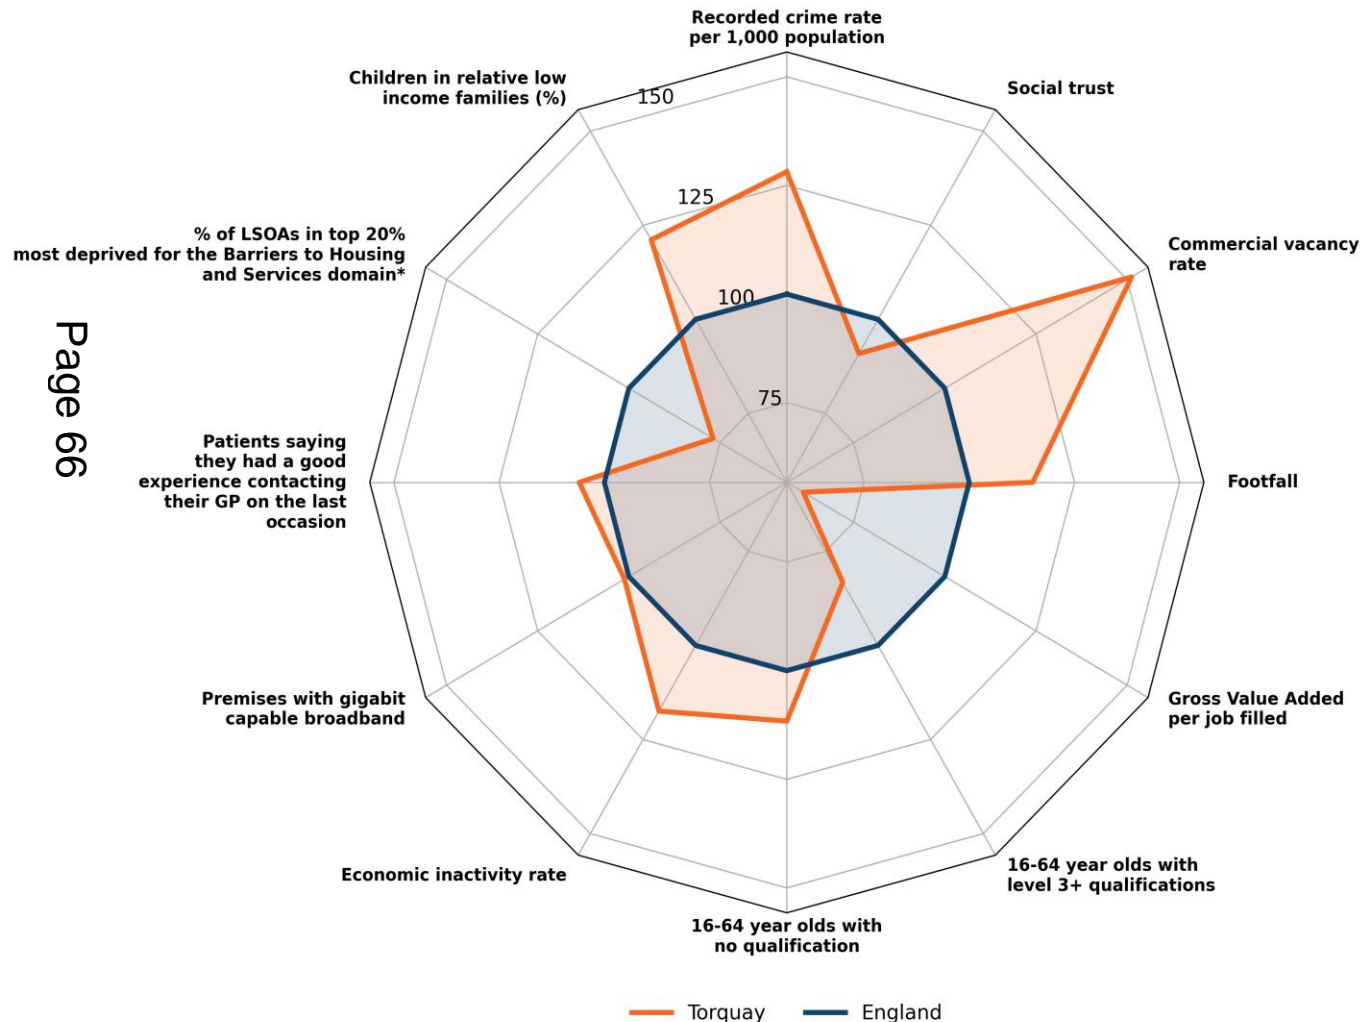 Recorded crime rate
per 1,000 population
Social trust
Commercial vacancy
rate
Footfall
Gross Value Added
per job filled
16-64 year olds with
level 3+ qualifications
16-64 year olds with
no qualification
Economic inactivity rate
Premises with gigabit
capable broadband
Patients saying
they had a good
experience contacting
their GP on the last
occasion
% of LSOAs in top 20%
most deprived for the Barriers to Housing
and Services domain*
Children in relative low
income families (%)
150
125
100
75
Page 66
Torquay
England